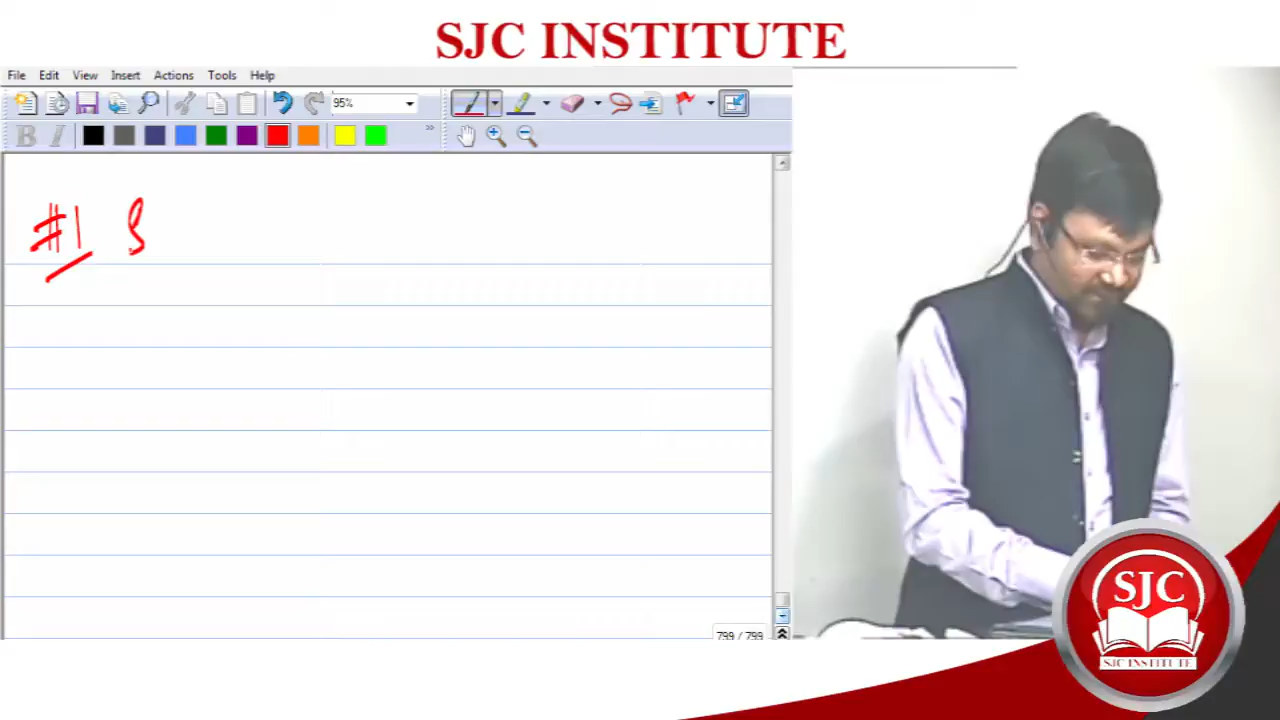 SJC INSTITUTE
File Edit View Insert Actions Tools Help
95%
B I
#1 S
799 / 799
SJC
SJC INSTITUTE